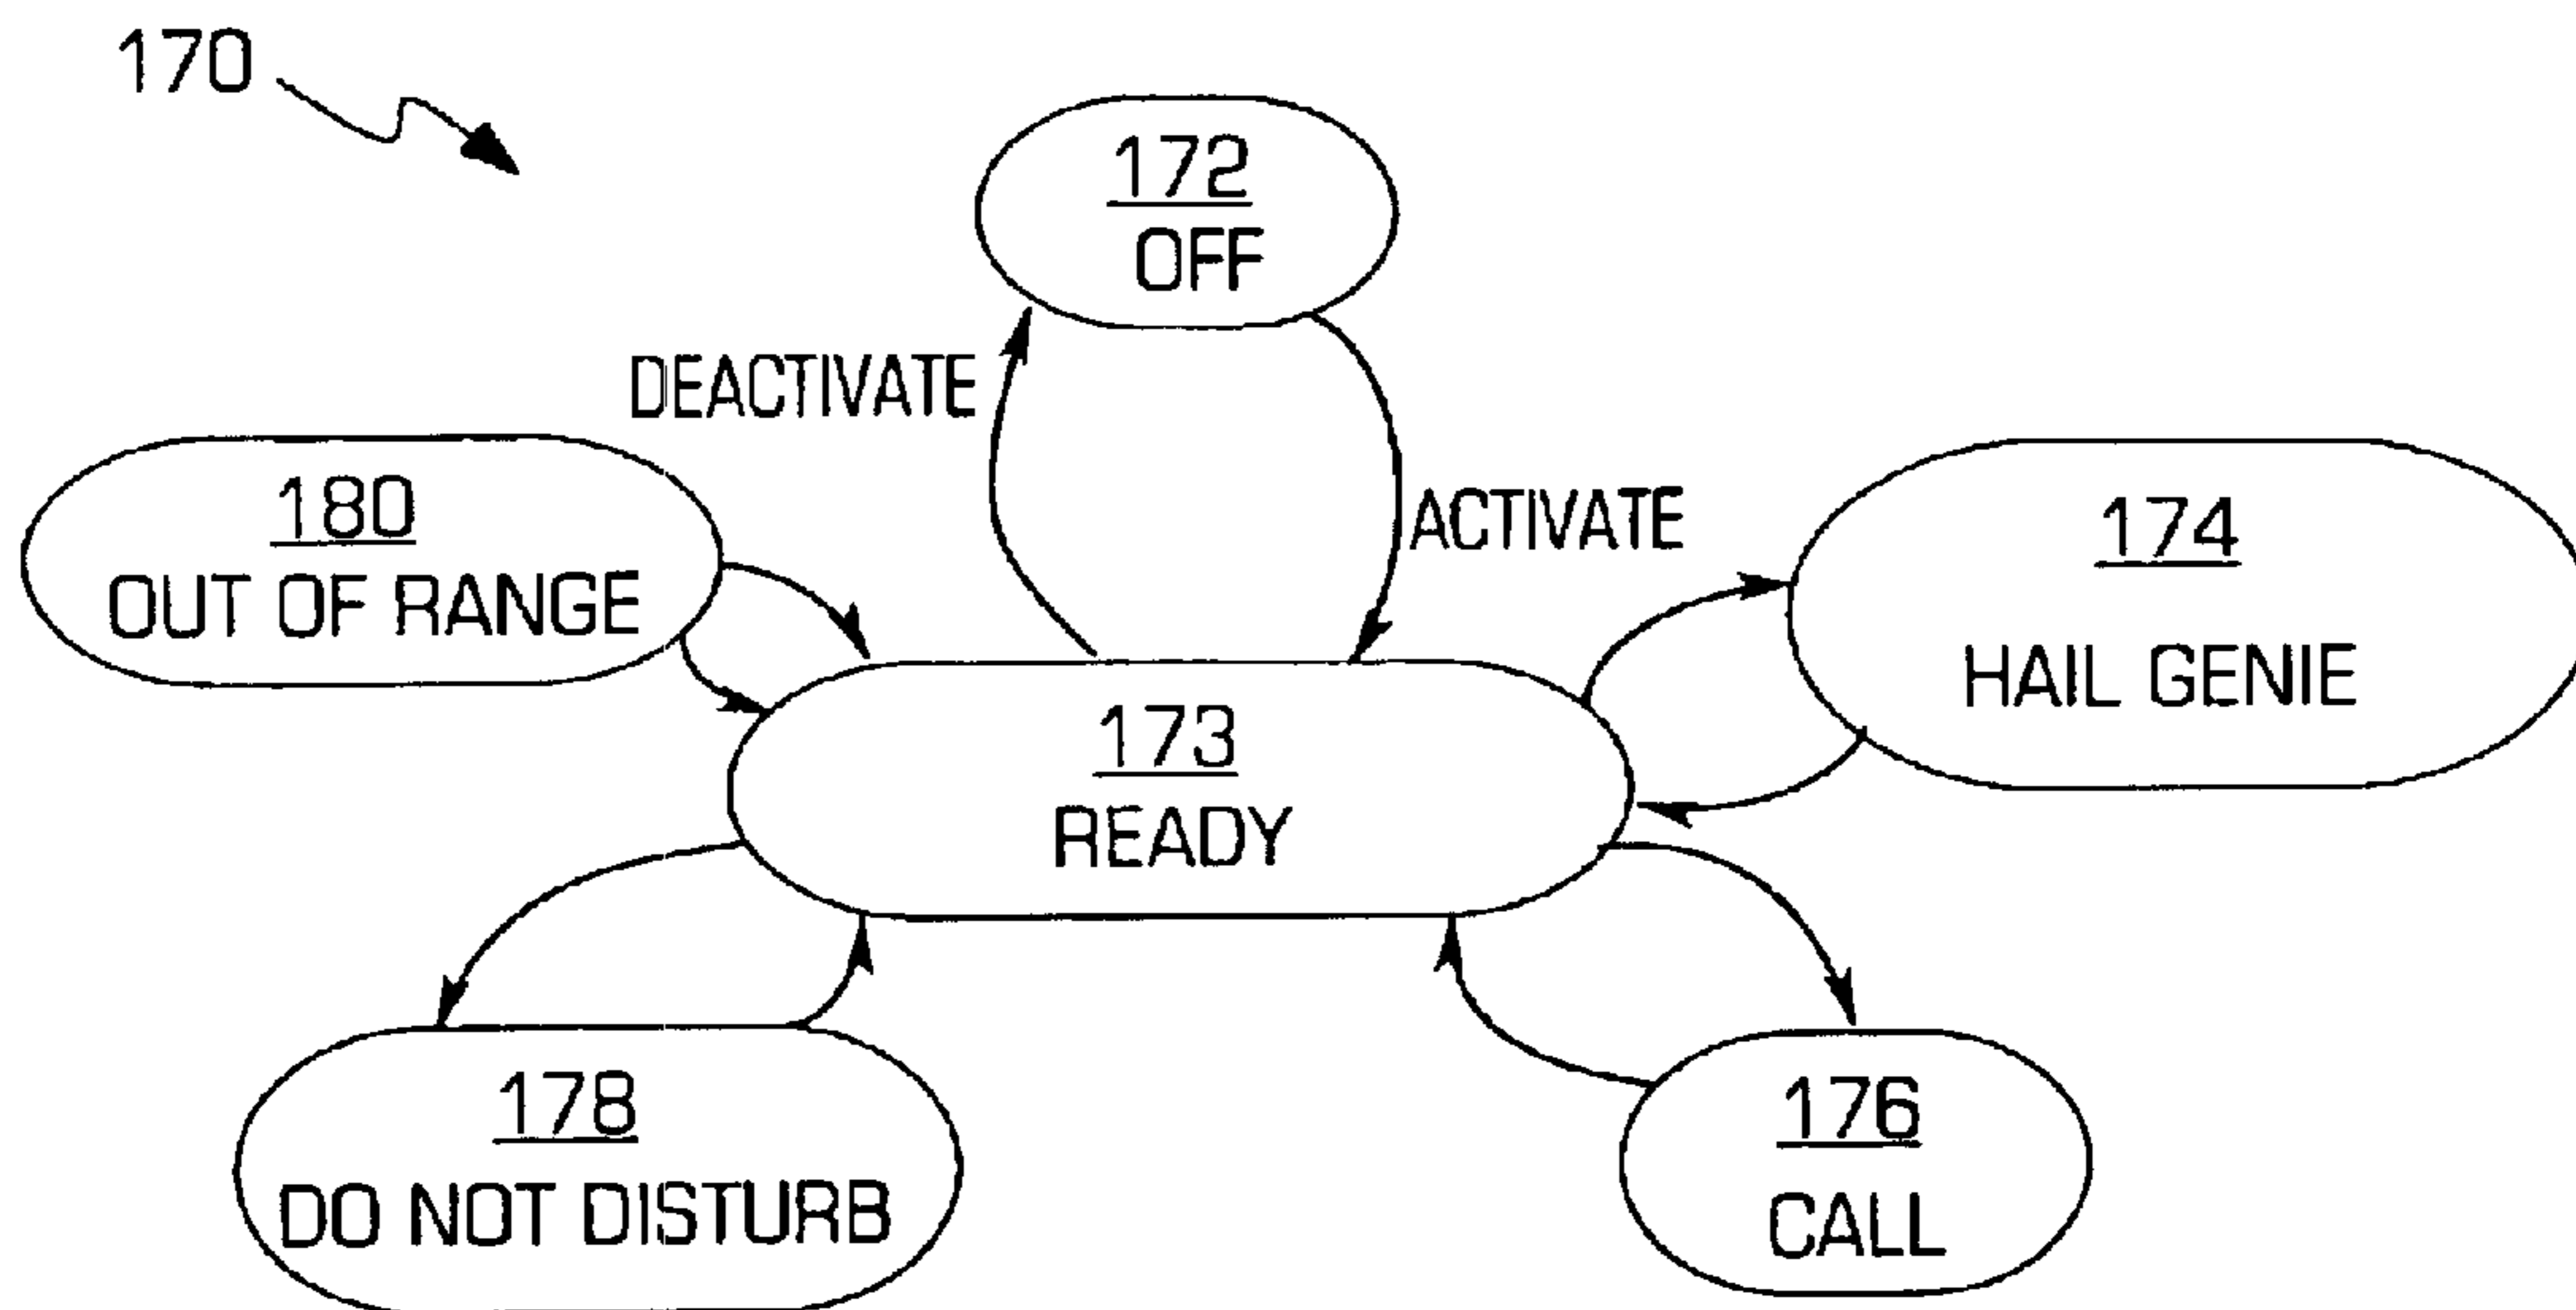 170
172
OFF
DEACTIVATE
ACTIVATE
180
OUT OF RANGE
174
HAIL GENIE
173
READY
178
DO NOT DISTURB
176
CALL